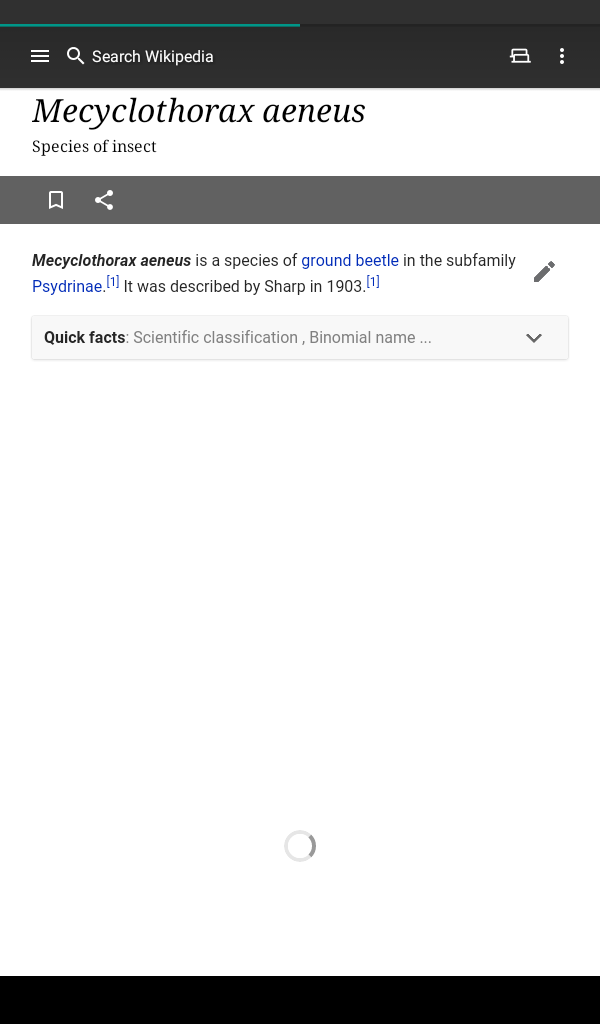 Search Wikipedia
Mecyclothorax aeneus
Species of insect
Mecyclothorax aeneus is a species of ground beetle in the subfamily
Psydrinae.[1] It was described by Sharp in 1903.[1]
Quick facts: Scientific classification , Binomial name ...